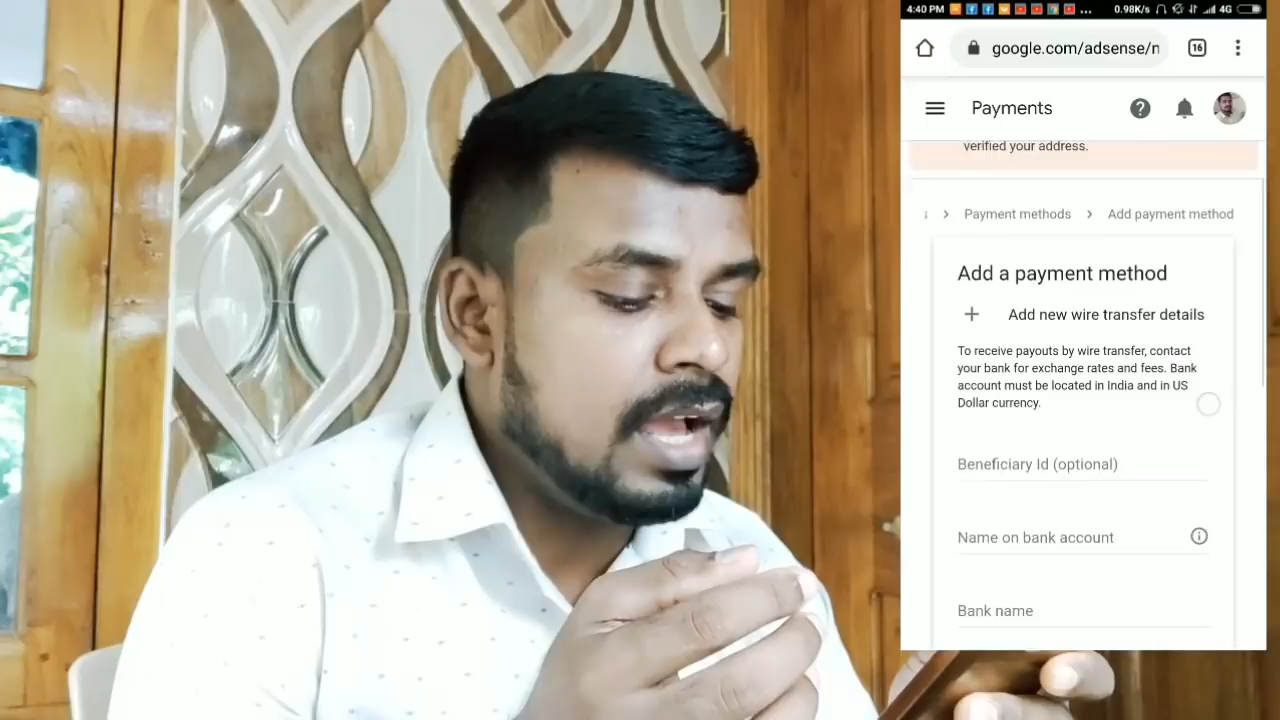 4:40 PM
0.98K/s
4G
google.com/adsense/n
16
Payments
verified your address.
Payment methods
Add payment method
Add a payment method
+ Add new wire transfer details
To receive payouts by wire transfer, contact
your bank for exchange rates and fees. Bank
account must be located in India and in US
Dollar currency.
Beneficiary Id (optional)
Name on bank account
Bank name